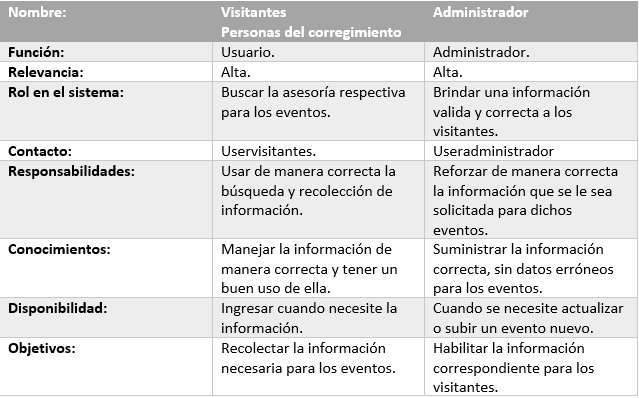 Nombre: Visitantes Administrador
Personas del corregimiento
Función: Usuario. Administrador.
Relevancia: Alta. Alta.
Rol en el sistema: Buscar la asesoría respectiva Brindar una información
para los eventos. valida y correcta a los
visitantes.
Contacto: Uservisitantes. Useradministrador
Responsabilidades: Usar de manera correcta la Reforzar de manera correcta
búsqueda y recolección de la información que se le sea
información. solicitada para dichos
eventos.
Conocimientos: Manejar la información de Suministrar la información
manera correcta y tener un correcta, sin datos erróneos
buen uso de ella. para los eventos.
Disponibilidad: Ingresar cuando necesite la Cuando se necesite actualizar
información. o subir un evento nuevo.
Objetivos: Recolectar la información Habilitar la información
necesaria para los eventos. correspondiente para los
visitantes.